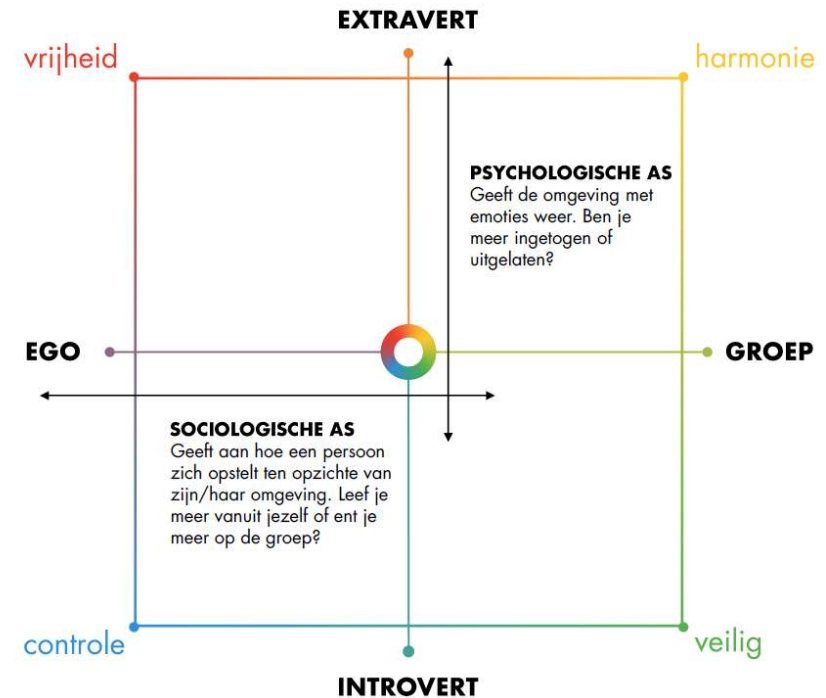 EXTRAVERT
vrijheid
harmonie
PSYCHOLOGISCHE AS
Geeft de omgeving met
emoties weer. Ben je
meer ingetogen of
uitgelaten?
EGO
GROEP
SOCIOLOGISCHE AS
Geeft aan hoe een persoon
zich opstelt ten opzichte van
zijn/haar omgeving. Leef je
meer vanuit jezelf of ent je
meer op de groep?
controle
veilig
INTROVERT